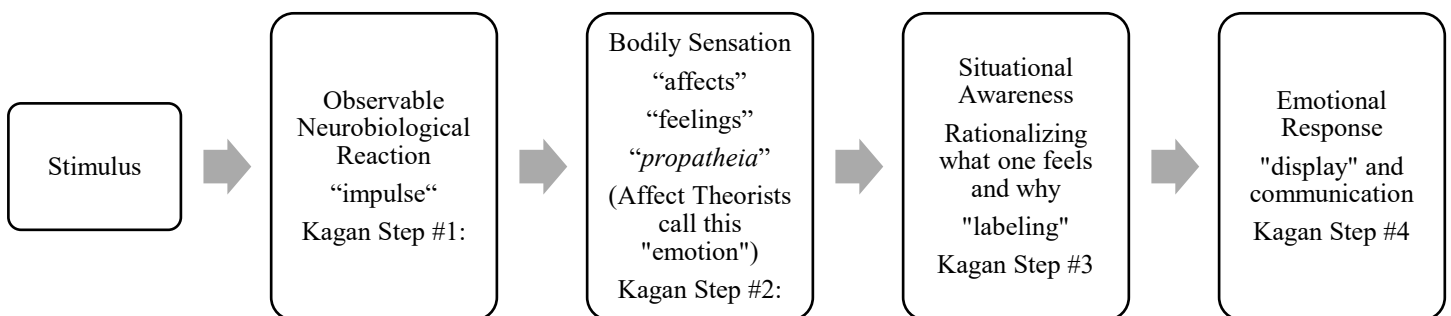 Stimulus
Observable
Neurobiological
Reaction
“impulse“
Kagan Step #1:
Bodily Sensation
“affects”
“feelings”
“propatheia”
(Affect Theorists
call this
"emotion")
Kagan Step #2:
Situational
Awareness
Rationalizing
what one feels
and why
"labeling"
Kagan Step #3
Emotional
Response
"display" and
communication
Kagan Step #4